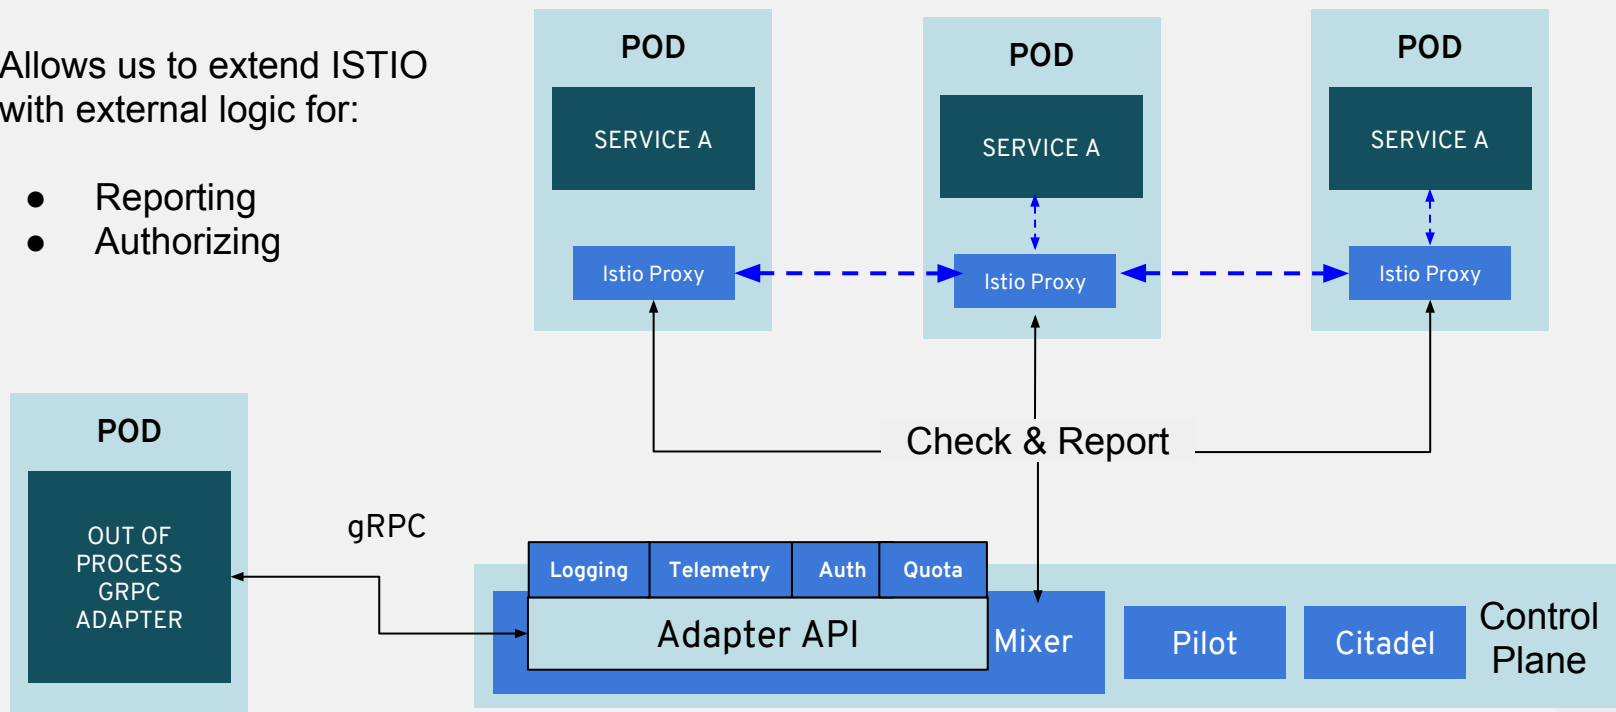 Allows us to extend ISTIO
with external logic for:
● Reporting
● Authorizing
POD
SERVICE A
Istio Proxy
POD
SERVICE A
Istio Proxy
POD
SERVICE A
Istio Proxy
Check & Report
POD
OUT OF
PROCESS
GRPC
ADAPTER
gRPC
Logging
Telemetry
Auth
Quota
Adapter API
Mixer
Pilot
Citadel
Control
Plane